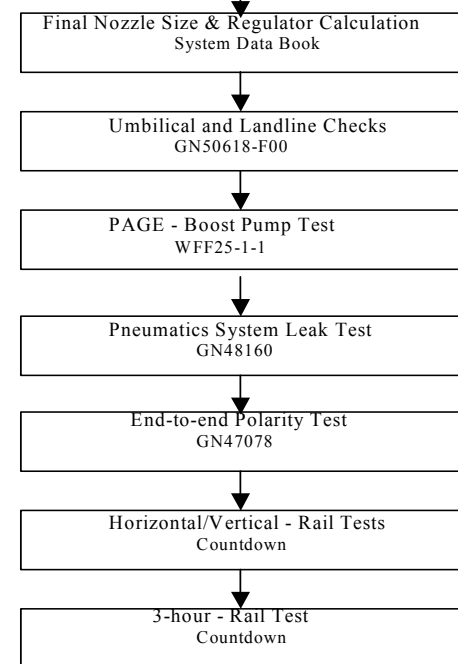 Final Nozzle Size & Regulator Calculation
System Data Book
Umbilical and Landline Checks
GN50618-F00
PAGE - Boost Pump Test
WFF25-1-1
Pneumatics System Leak Test
GN48160
End-to-end Polarity Test
GN47078
Horizontal/Vertical - Rail Tests
Countdown
3-hour - Rail Test
Countdown